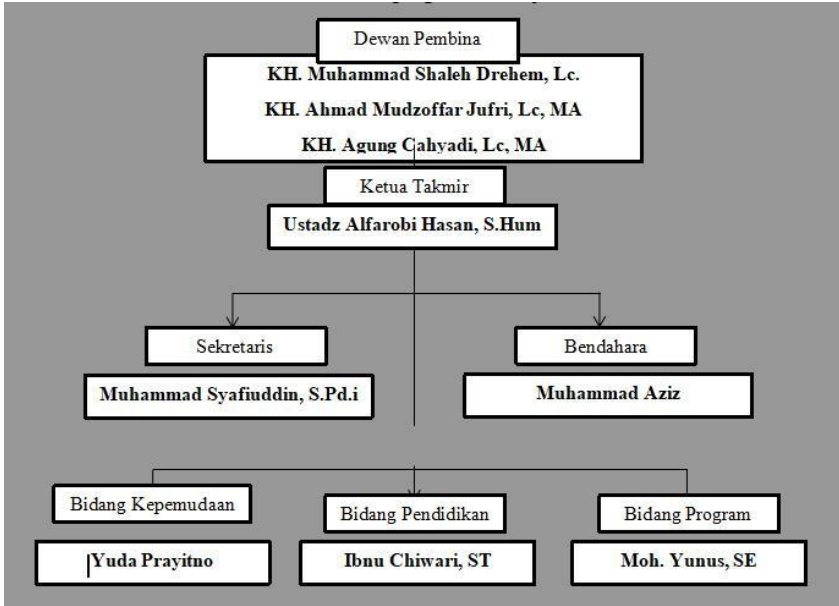 Dewan Pembina
KH. Muhammad Shaleh Drehem, Lc.
KH. Ahmad Mudzoffar Jufri, Lc, MA
KH. Agung Cahyadi, Lc, MA
Ketua Takmir
Ustadz Alfarobi Hasan, S.Hum
Sekretaris
Muhammad Syafiuddin, S.Pd.i
Bendahara
Muhammad Aziz
Bidang Kepemudaan
Yuda Prayitno
Bidang Pendidikan
Ibnu Chiwari, ST
Bidang Program
Moh. Yunus, SE